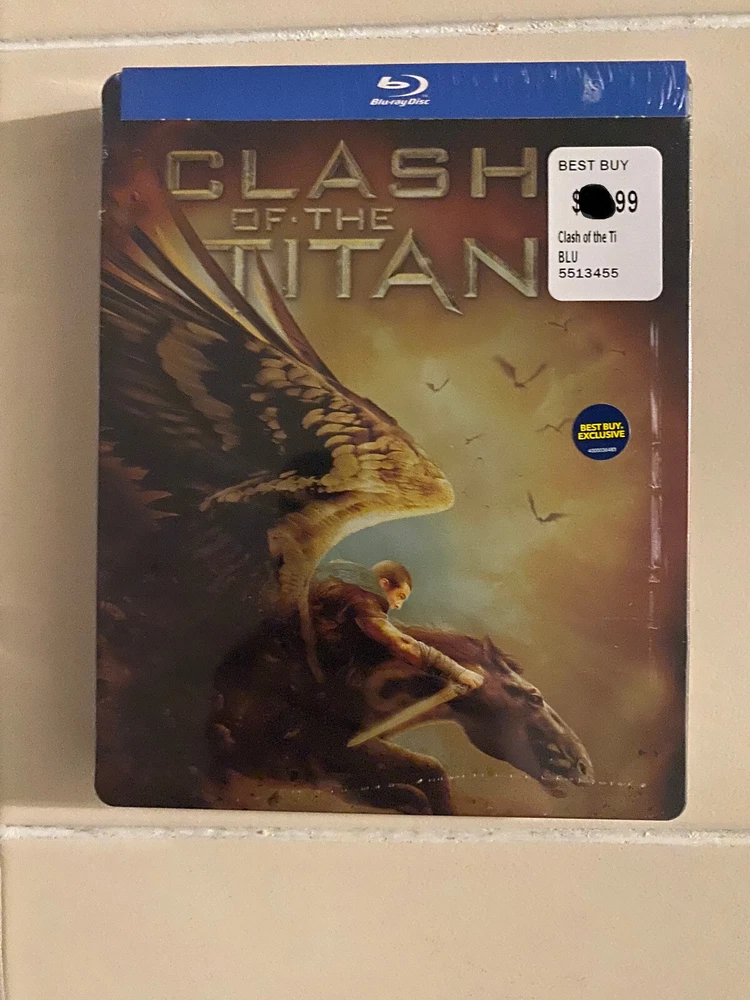 Blu-ray Disc
CLASH
OF·THE
TITAN
BEST BUY
$ 99
Clash of the Ti
BLU
5513455
BEST BUY.
EXCLUSIVE